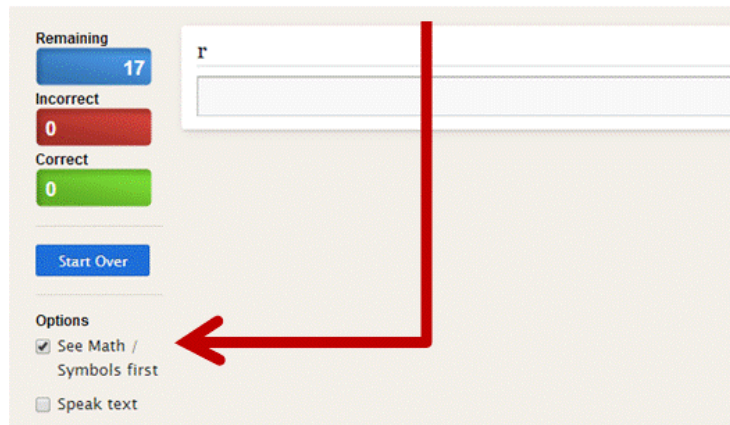 Remaining
17
Incorrect
0
Correct
0
Start Over
Options
See Math /
Symbols first
Speak text
r